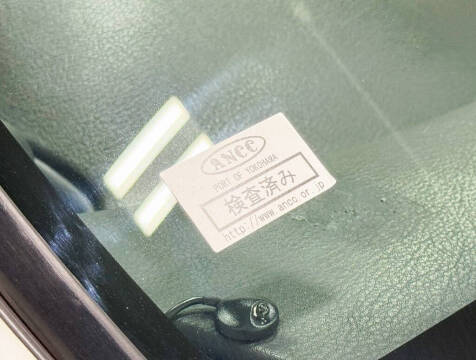 ANCC
PORT OF YOKOHAMA
検査済み
http://www.ancc.or.jp